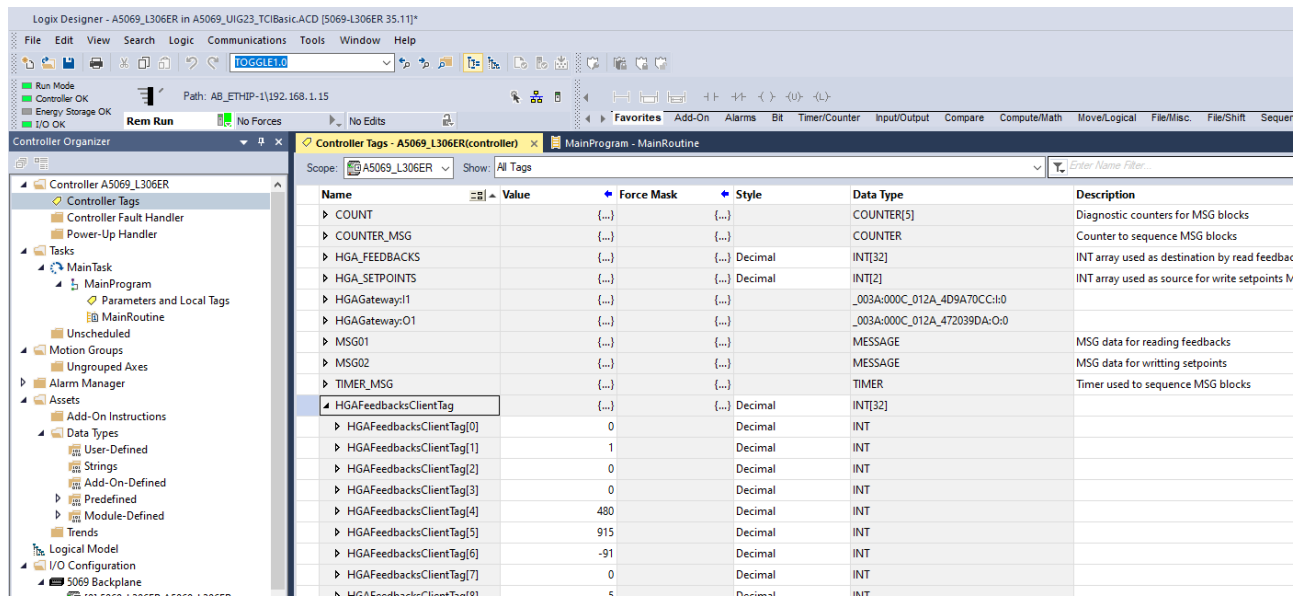 Logix Designer - A5069_L306ER in A5069_UIG23_TCIBasic.ACD [5069-L306ER 35.11]*
File Edit View Search Logic Communications Tools Window Help
TOGGLE1.0
Run Mode
Controller OK
Energy Storage OK
I/O OK
Rem Run
Path: AB_ETHIP-1\192.168.1.15
No Forces
No Edits
Favorites Add-On Alarms Bit Timer/Counter Input/Output Compare Compute/Math Move/Logical File/Misc. File/Shift Sequen
Controller Organizer
Controller Tags - A5069_L306ER(controller)
MainProgram - MainRoutine
Scope: A5069_L306ER Show: All Tags
Enter Name Filter...
Controller A5069_L306ER
Controller Tags
Controller Fault Handler
Power-Up Handler
Tasks
MainTask
MainProgram
Parameters and Local Tags
MainRoutine
Unscheduled
Motion Groups
Ungrouped Axes
Alarm Manager
Assets
Add-On Instructions
Data Types
User-Defined
Strings
Add-On-Defined
Predefined
Module-Defined
Trends
Logical Model
I/O Configuration
5069 Backplane
[0] 5069-L306ER A5069_L306ER
Name Value Force Mask Style Data Type Description
COUNT {...} {...} COUNTER[5] Diagnostic counters for MSG blocks
COUNTER_MSG {...} {...} COUNTER Counter to sequence MSG blocks
HGA_FEEDBACKS {...} {...} Decimal INT[32] INT array used as destination by read feedbac
HGA_SETPOINTS {...} {...} Decimal INT[2] INT array used as source for write setpoints M
HGAGateway:I1 {...} {...} _003A:000C_012A_4D9A70CC:I:0
HGAGateway:O1 {...} {...} _003A:000C_012A_472039DA:O:0
MSG01 {...} {...} MESSAGE MSG data for reading feedbacks
MSG02 {...} {...} MESSAGE MSG data for writting setpoints
TIMER_MSG {...} {...} TIMER Timer used to sequence MSG blocks
HGAFeedbacksClientTag {...} {...} Decimal INT[32]
HGAFeedbacksClientTag[0] 0 Decimal INT
HGAFeedbacksClientTag[1] 1 Decimal INT
HGAFeedbacksClientTag[2] 0 Decimal INT
HGAFeedbacksClientTag[3] 0 Decimal INT
HGAFeedbacksClientTag[4] 480 Decimal INT
HGAFeedbacksClientTag[5] 915 Decimal INT
HGAFeedbacksClientTag[6] -91 Decimal INT
HGAFeedbacksClientTag[7] 0 Decimal INT
HGAFeedbacksClientTag[8] 5 Decimal INT